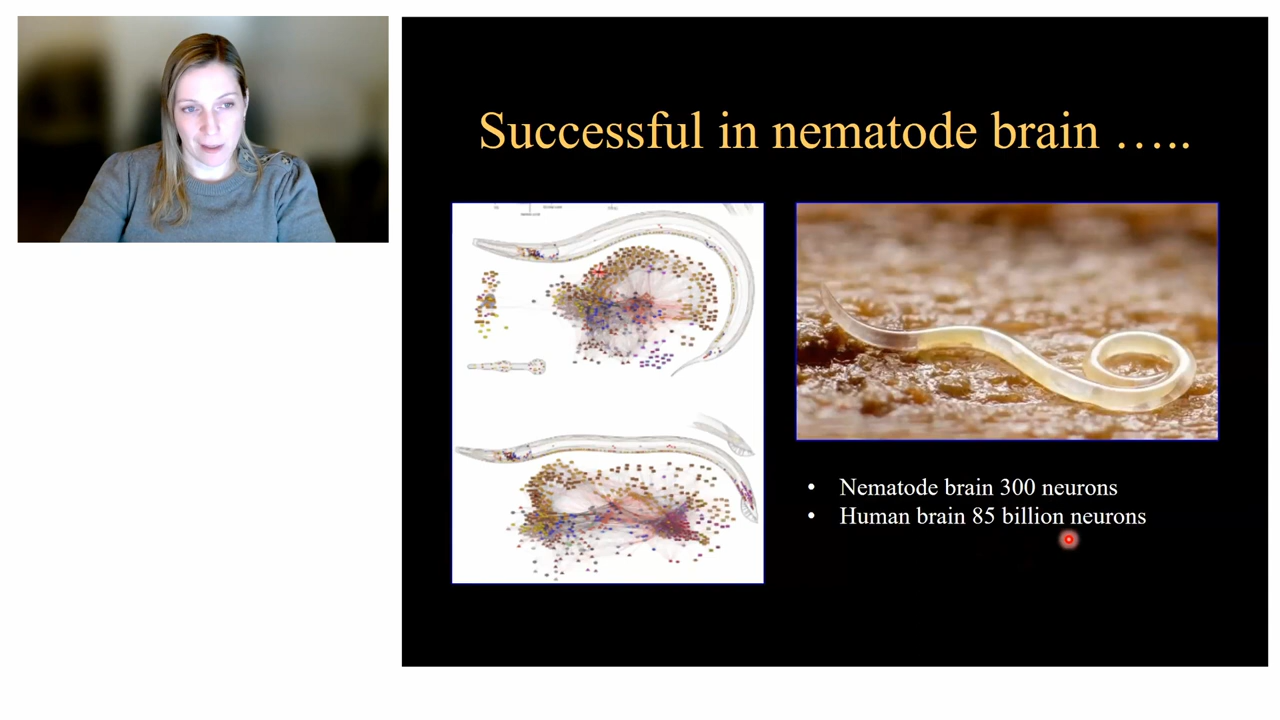 Successful in nematode brain …..
• Nematode brain 300 neurons
• Human brain 85 billion neurons